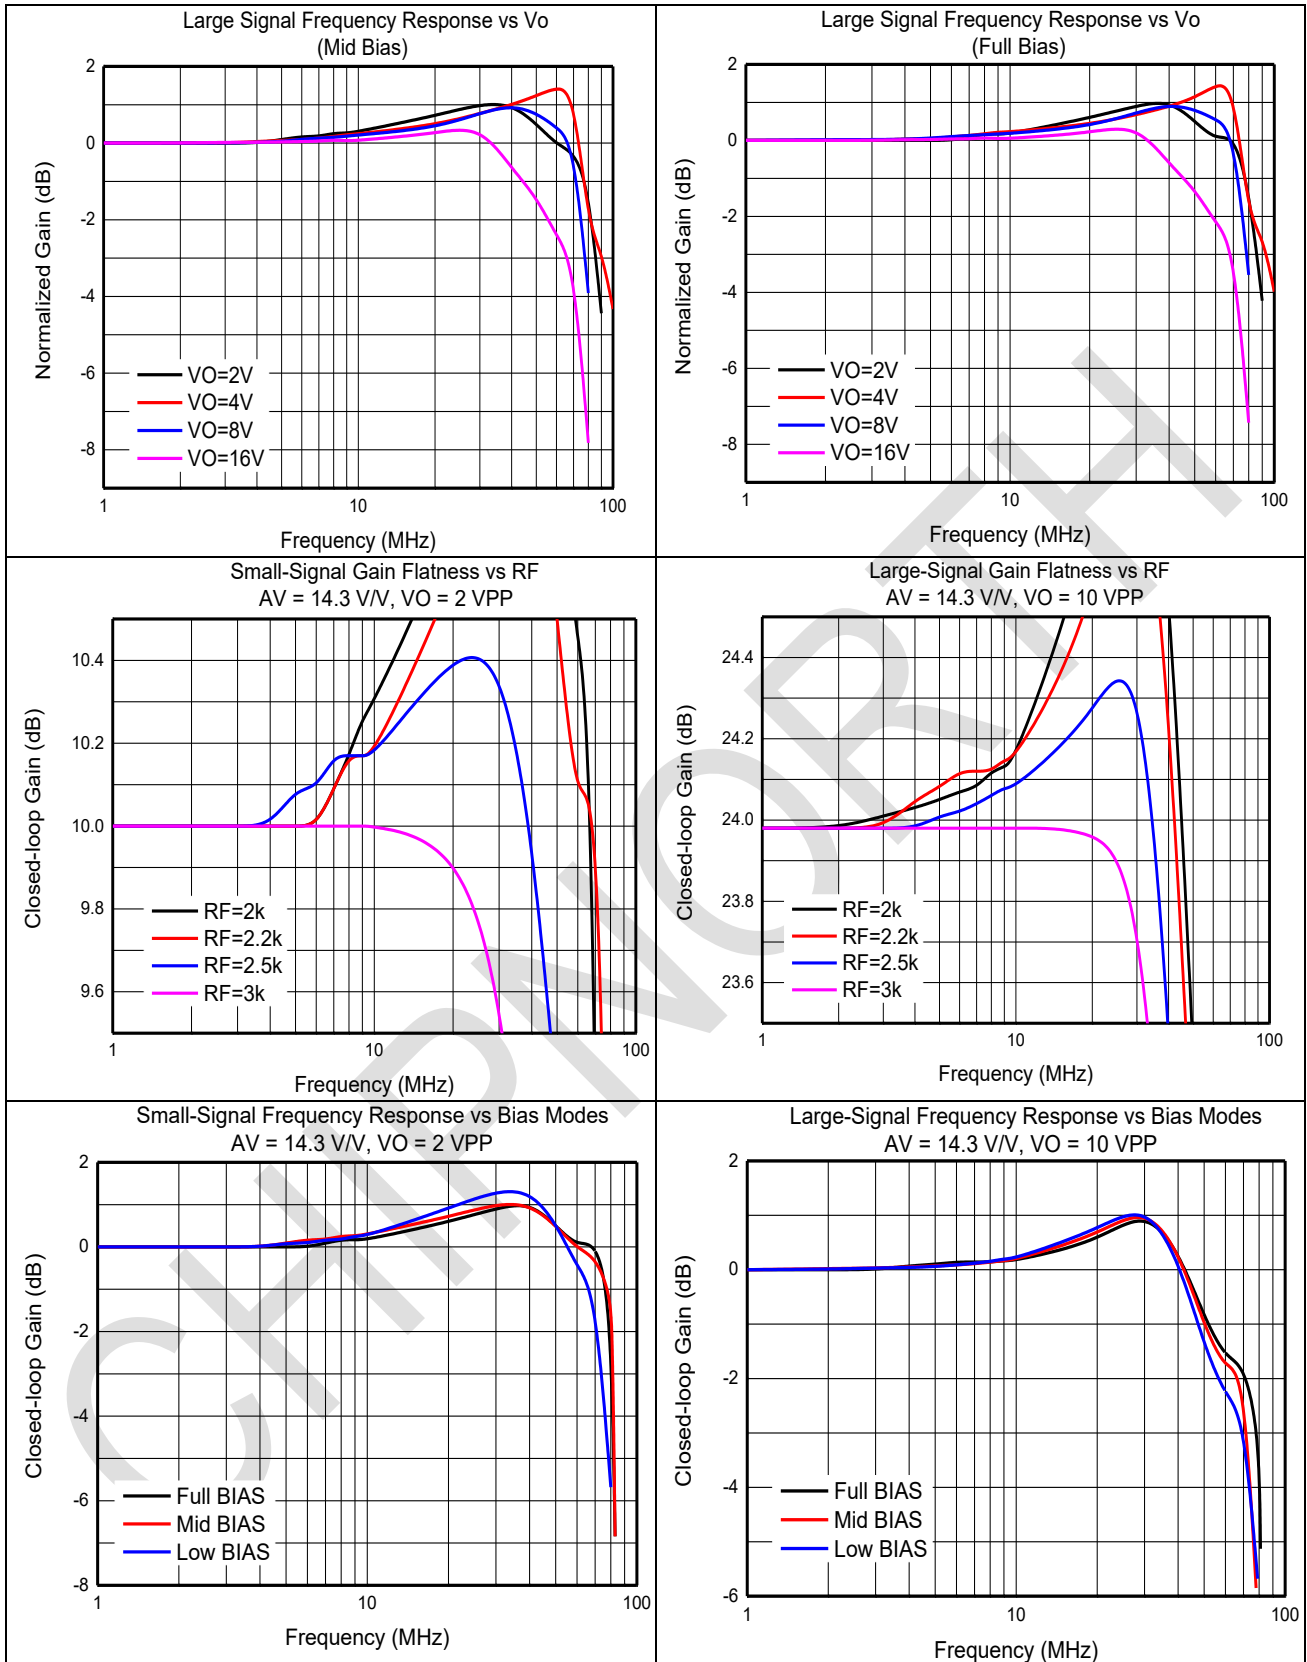 Large Signal Frequency Response vs Vo
(Mid Bias)
2
0
-2
-4
-6
-8
Normalized Gain (dB)
VO=2V
VO=4V
VO=8V
VO=16V
1
10
100
Frequency (MHz)
Large Signal Frequency Response vs Vo
(Full Bias)
2
0
-2
-4
-6
-8
Normalized Gain (dB)
VO=2V
VO=4V
VO=8V
VO=16V
1
10
100
Frequency (MHz)
Small-Signal Gain Flatness vs RF
AV = 14.3 V/V, VO = 2 VPP
10.4
10.2
10.0
9.8
9.6
Closed-loop Gain (dB)
RF=2k
RF=2.2k
RF=2.5k
RF=3k
1
10
100
Frequency (MHz)
Large-Signal Gain Flatness vs RF
AV = 14.3 V/V, VO = 10 VPP
24.4
24.2
24.0
23.8
23.6
Closed-loop Gain (dB)
RF=2k
RF=2.2k
RF=2.5k
RF=3k
1
10
100
Frequency (MHz)
Small-Signal Frequency Response vs Bias Modes
AV = 14.3 V/V, VO = 2 VPP
2
0
-2
-4
-6
-8
Closed-loop Gain (dB)
Full BIAS
Mid BIAS
Low BIAS
1
10
100
Frequency (MHz)
Large-Signal Frequency Response vs Bias Modes
AV = 14.3 V/V, VO = 10 VPP
2
0
-2
-4
-6
Closed-loop Gain (dB)
Full BIAS
Mid BIAS
Low BIAS
1
10
100
Frequency (MHz)
CHIPNORTH